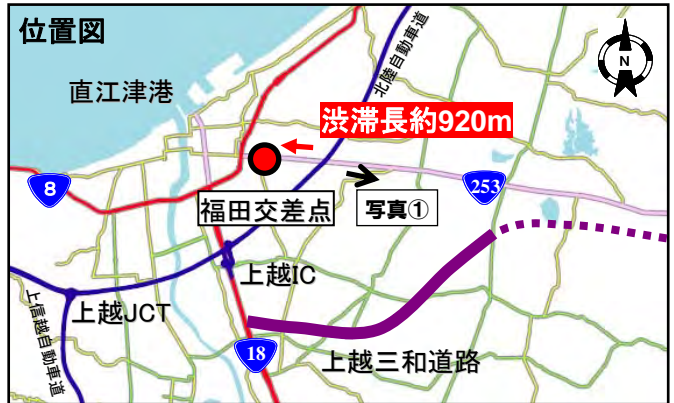 位置図
N
直江津港
北陸自動車道
渋滞長約920m
8
福田交差点
写真①
253
上越IC
上越JCT
上信越自動車道
18
上越三和道路